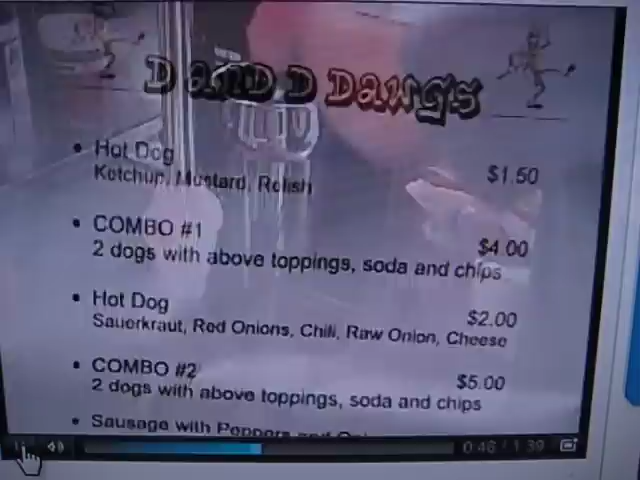 D AND D DawgS
• Hot Dog $1.50
Ketchup, Mustard, Relish
• COMBO #1 $4.00
2 dogs with above toppings, soda and chips
• Hot Dog $2.00
Sauerkraut, Red Onions, Chili, Raw Onion, Cheese
• COMBO #2 $5.00
2 dogs with above toppings, soda and chips
• Sausage with Peppers and
0:46 / 1:39